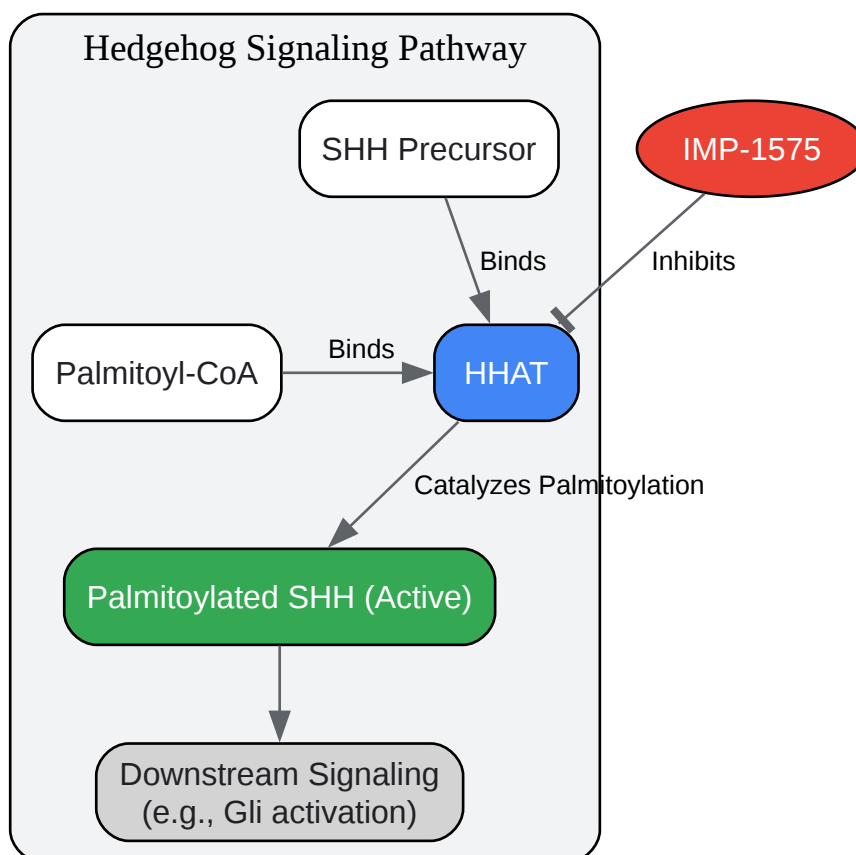 Hedgehog Signaling Pathway
SHH Precursor
IMP-1575
Binds
Inhibits
Palmitoyl-CoA
Binds
HHAT
Catalyzes Palmitoylation
Palmitoylated SHH (Active)
Downstream Signaling
(e.g., Gli activation)